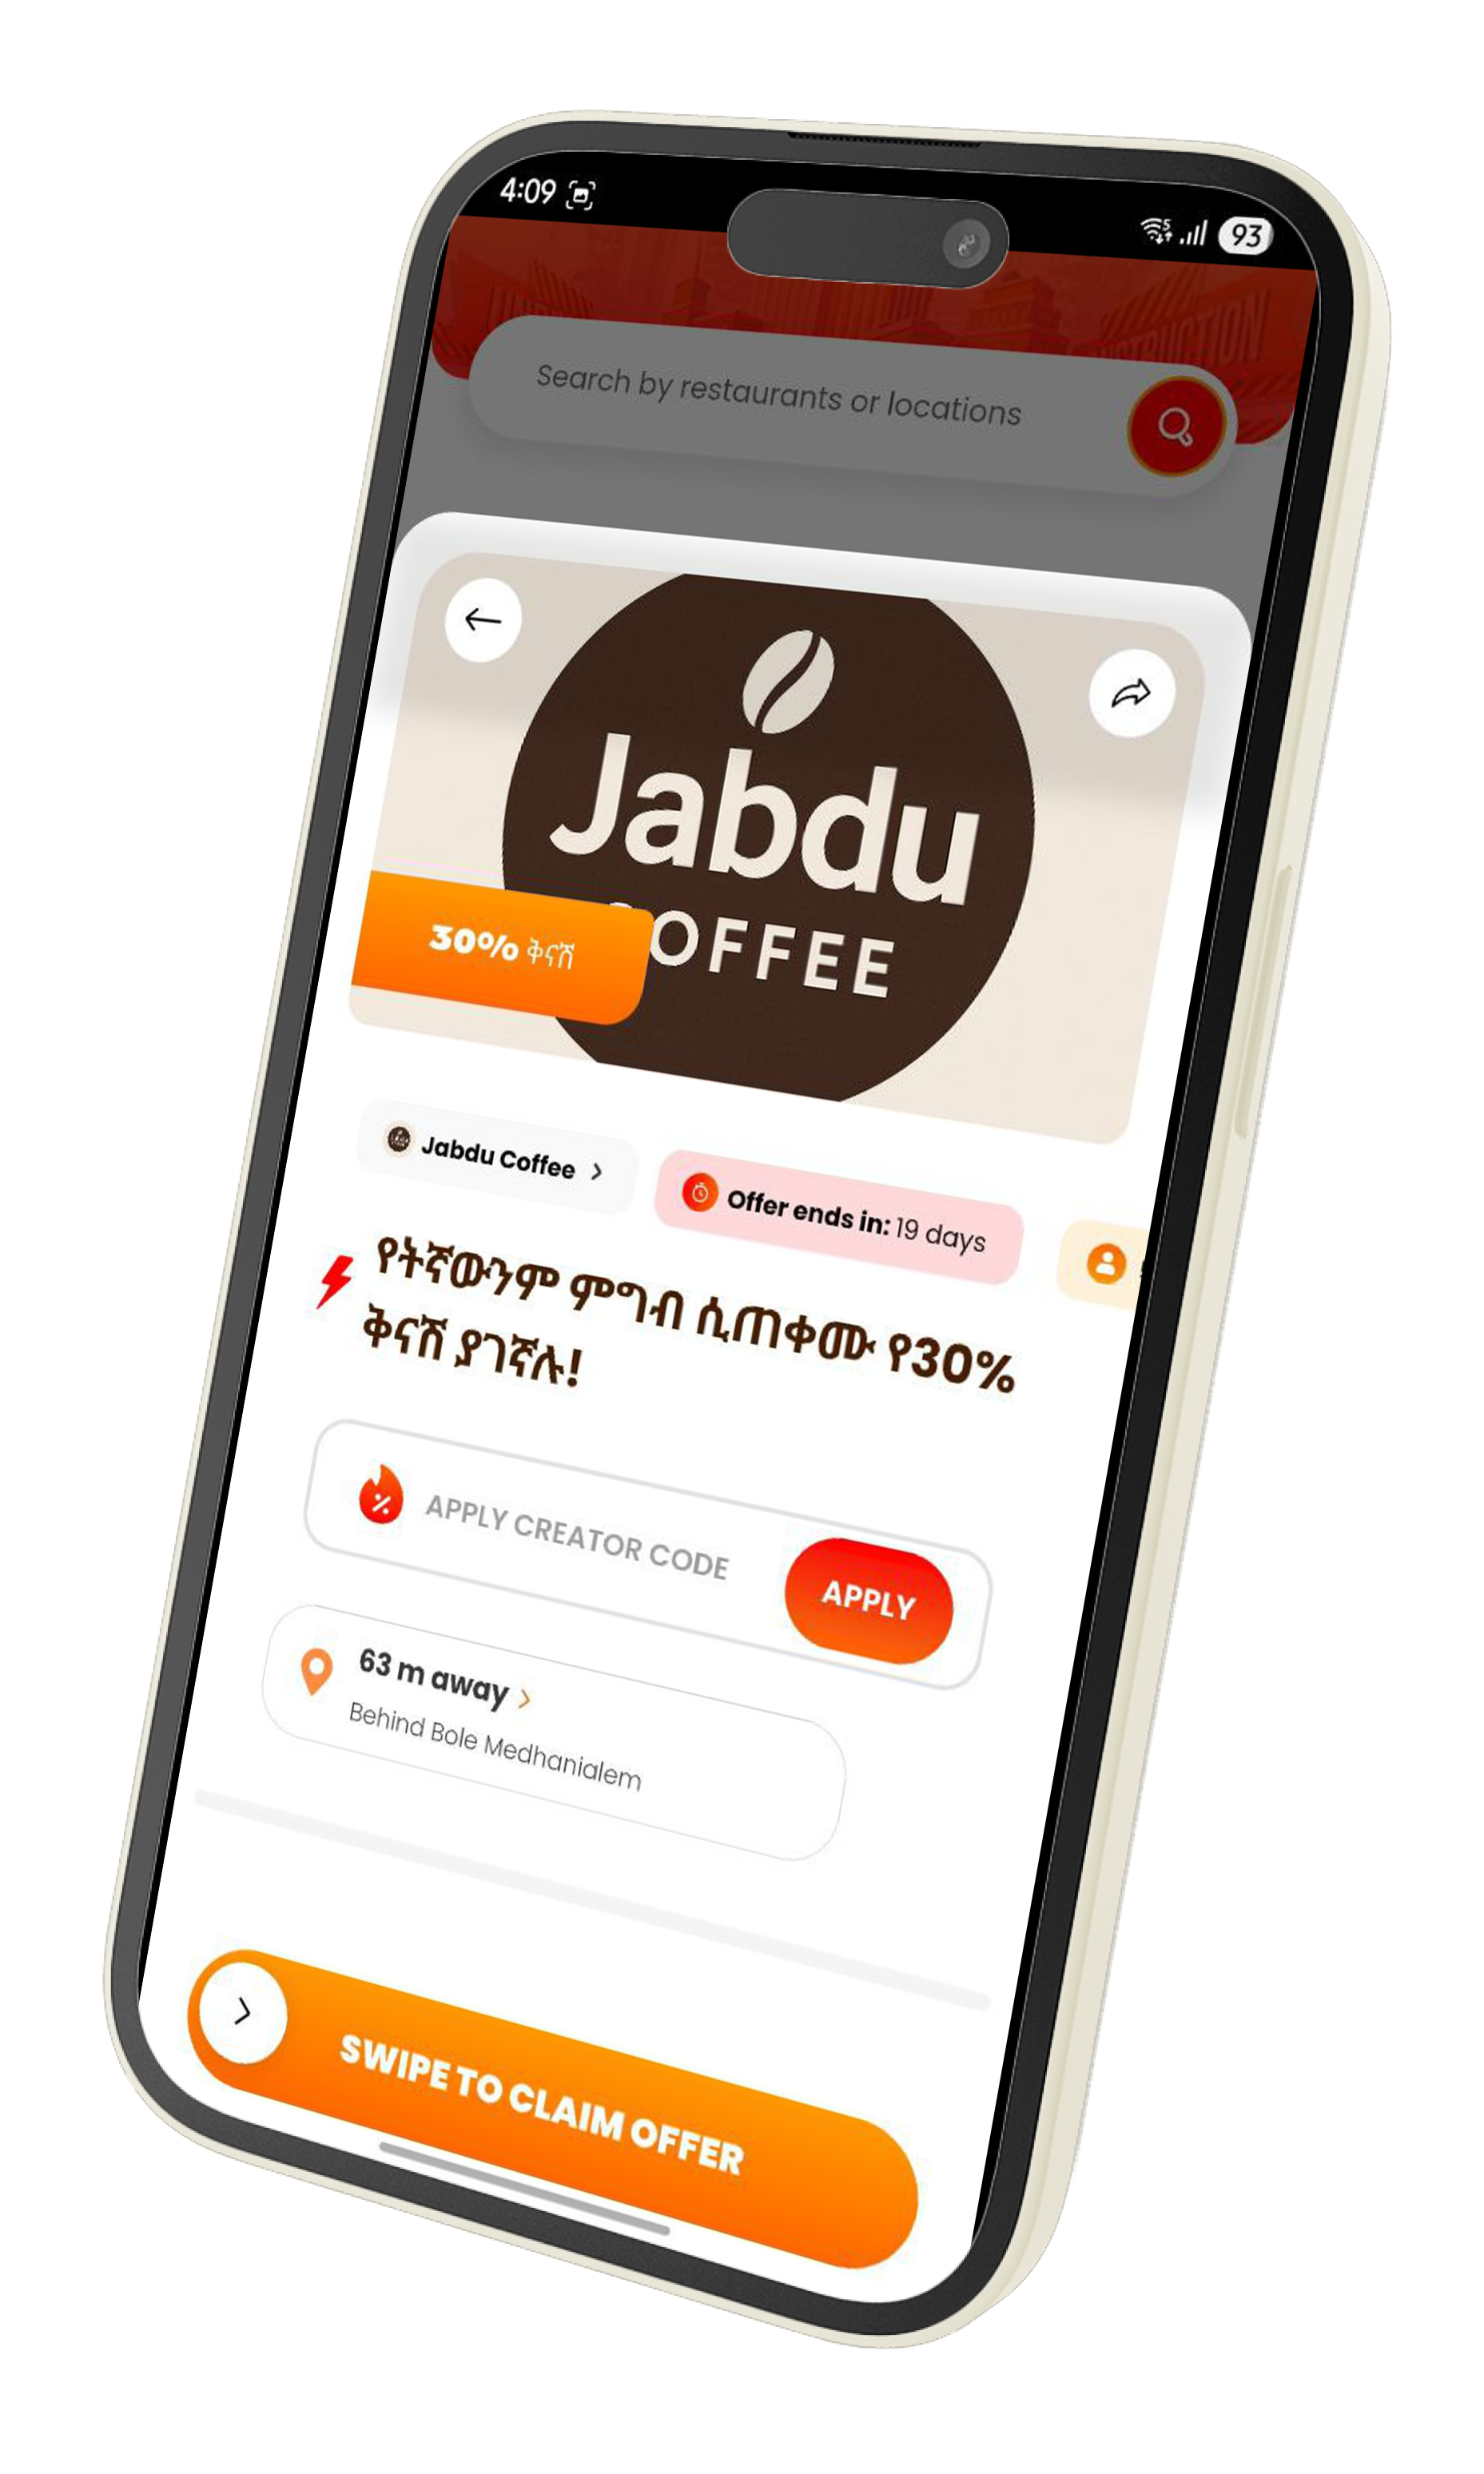 4:09
5
93
Search by restaurants or locations
Jabdu
COFFEE
30% ቅናሽ
Jabdu Coffee
Offer ends in: 19 days
የትኛውንም ምግብ ሲጠቀሙ የ30%
ቅናሽ ያገኛሉ!
APPLY CREATOR CODE
APPLY
63 m away
Behind Bole Medhanialem
SWIPE TO CLAIM OFFER